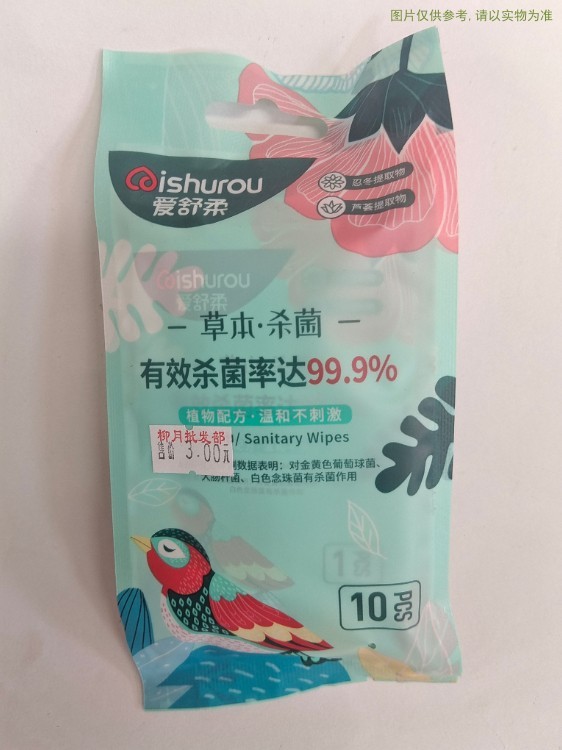 图片仅供参考, 请以实物为准
ishurou
爱舒柔
忍冬提取物
芦荟提取物
ishurou
爱舒柔
草本·杀菌
有效杀菌率达99.9%
植物配方·温和不刺激
/ Sanitary Wipes
柳月批发部
售价 3.00元
数据表明：对金黄色葡萄球菌、
大肠杆菌、白色念珠菌有杀菌作用
10PCS